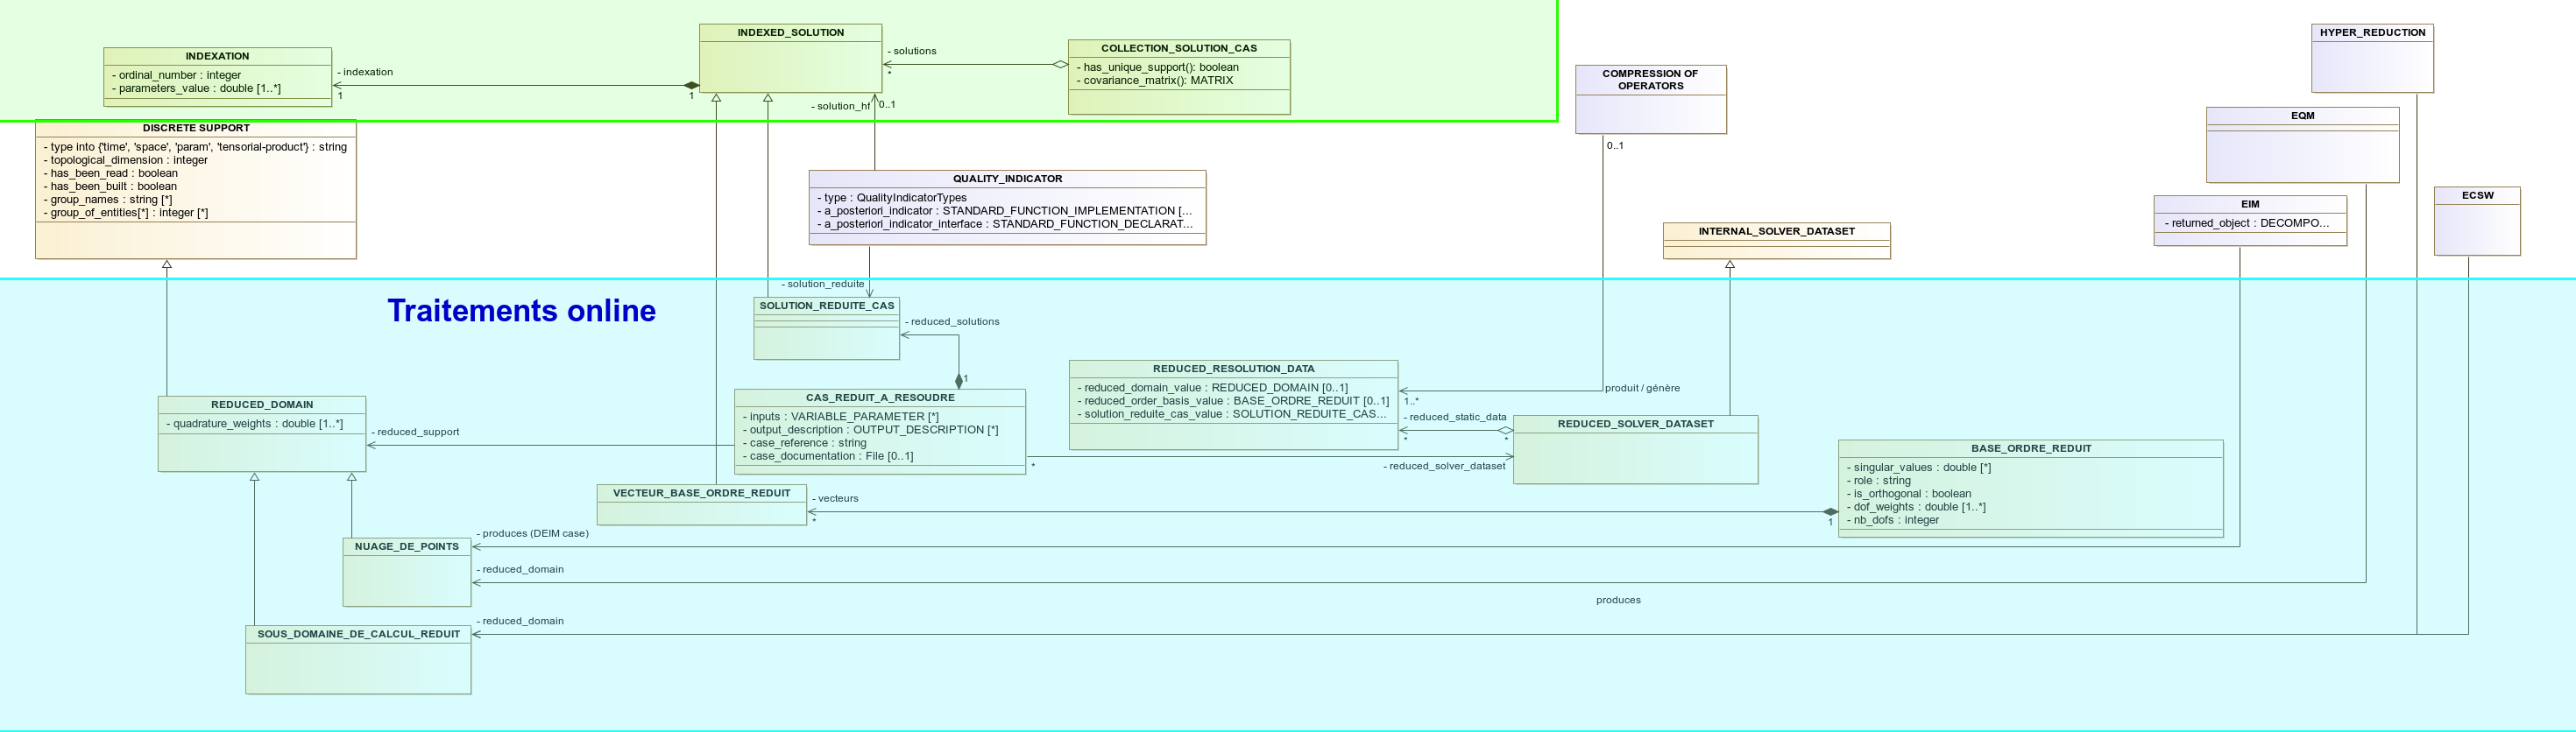 INDEXATION
- ordinal_number : integer
- parameters_value : double [1..*]
- indexation
1
1
INDEXED_SOLUTION
- solutions
*
COLLECTION_SOLUTION_CAS
- has_unique_support(): boolean
- covariance_matrix(): MATRIX
- solution_hf
0..1
COMPRESSION OF
OPERATORS
0..1
HYPER_REDUCTION
EQM
ECSW
EIM
- returned_object : DECOMPO...
DISCRETE SUPPORT
- type into {'time', 'space', 'param', 'tensorial-product'} : string
- topological_dimension : integer
- has_been_read : boolean
- has_been_built : boolean
- group_names : string [*]
- group_of_entities[*] : integer [*]
QUALITY_INDICATOR
- type : QualityIndicatorTypes
- a_posteriori_indicator : STANDARD_FUNCTION_IMPLEMENTATION [...
- a_posteriori_indicator_interface : STANDARD_FUNCTION_DECLARAT...
INTERNAL_SOLVER_DATASET
Traitements online
- solution_reduite
SOLUTION_REDUITE_CAS
- reduced_solutions
1
REDUCED_RESOLUTION_DATA
- reduced_domain_value : REDUCED_DOMAIN [0..1]
- reduced_order_basis_value : BASE_ORDRE_REDUIT [0..1]
- solution_reduite_cas_value : SOLUTION_REDUITE_CAS...
produit / génère
1..*
- reduced_static_data
*
*
REDUCED_SOLVER_DATASET
CAS_REDUIT_A_RESOUDRE
- inputs : VARIABLE_PARAMETER [*]
- output_description : OUTPUT_DESCRIPTION [*]
- case_reference : string
- case_documentation : File [0..1]
*
- reduced_solver_dataset
REDUCED_DOMAIN
- quadrature_weights : double [1..*]
- reduced_support
BASE_ORDRE_REDUIT
- singular_values : double [*]
- role : string
- is_orthogonal : boolean
- dof_weights : double [1..*]
- nb_dofs : integer
VECTEUR_BASE_ORDRE_REDUIT
- vecteurs
*
1
NUAGE_DE_POINTS
- produces (DEIM case)
- reduced_domain
produces
SOUS_DOMAINE_DE_CALCUL_REDUIT
- reduced_domain